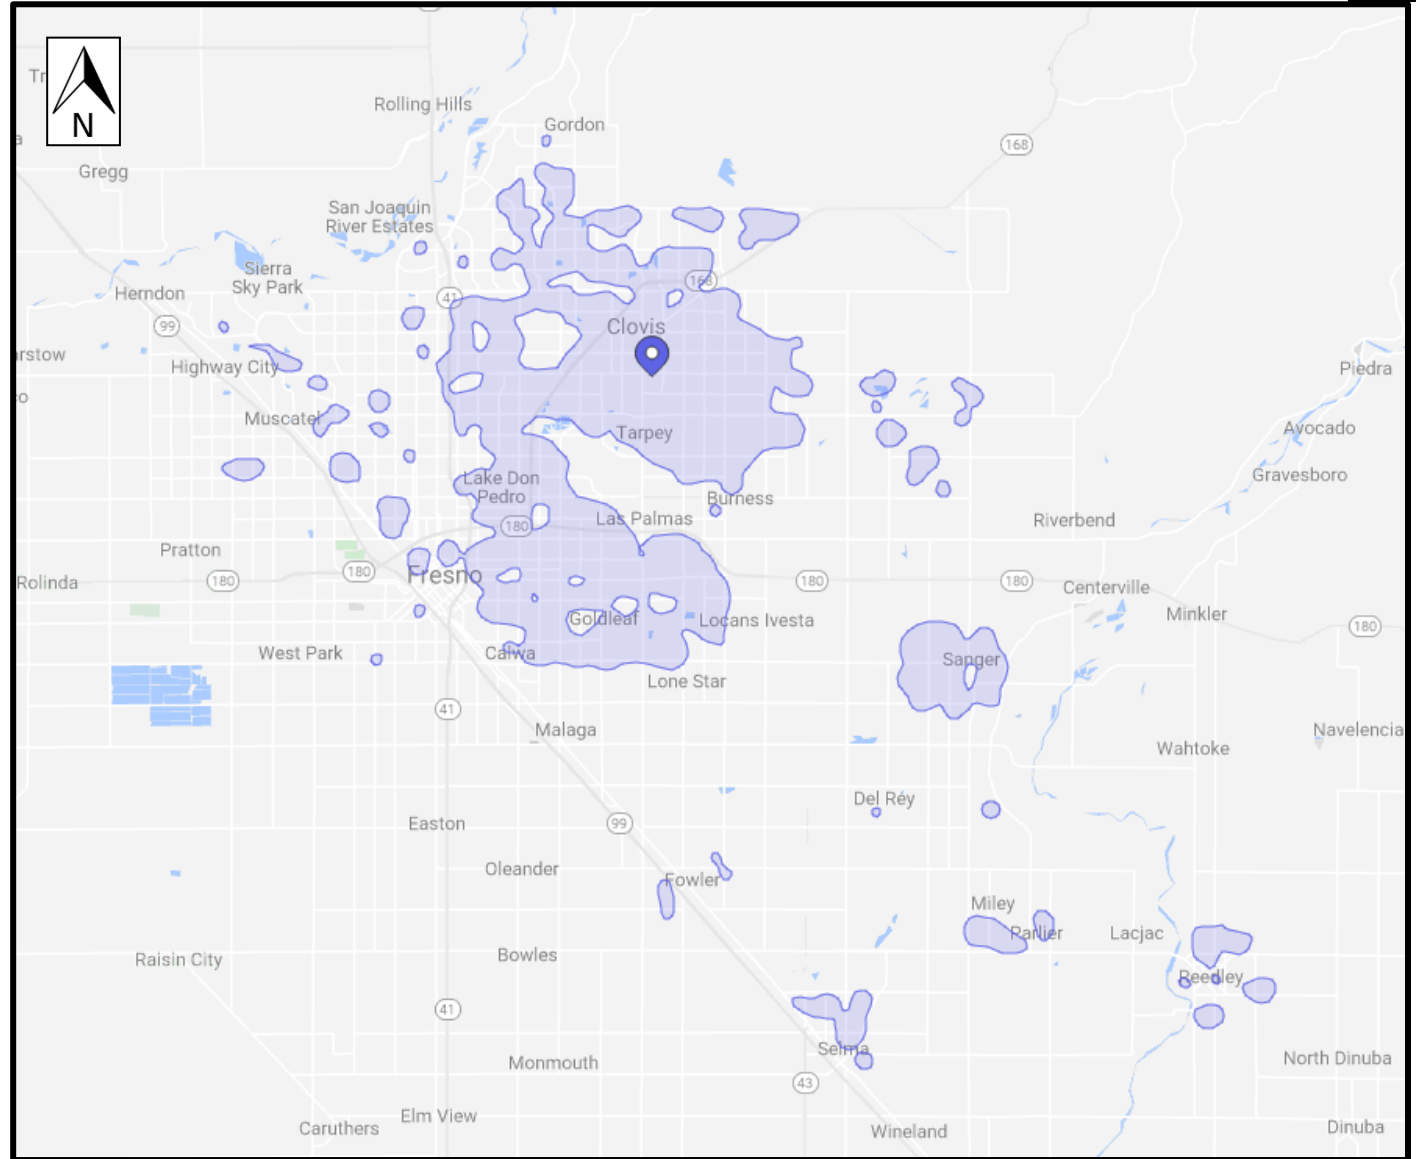 Rolling Hills
Gordon
Tr
N
168
a
Gregg
San Joaquin
River Estates
Sierra
Sky Park
168
Herndon
41
99
Clovis
arstow
Highway City
Piedra
co
Muscatel
Tarpey
Avocado
Lake Don
Pedro
Gravesboro
Burness
180
Las Palmas
Riverbend
Pratton
180
Fresno
Rolinda
180
180
180
Centerville
Minkler
Goldleaf
Locans Ivesta
180
West Park
Calwa
Sanger
Lone Star
41
Malaga
Navelencia
Wahtoke
Del Rey
Easton
99
Oleander
Fowler
Miley
Parlier
Lacjac
Bowles
Raisin City
Reedley
41
Selma
Monmouth
North Dinuba
43
Elm View
Caruthers
Wineland
Dinuba